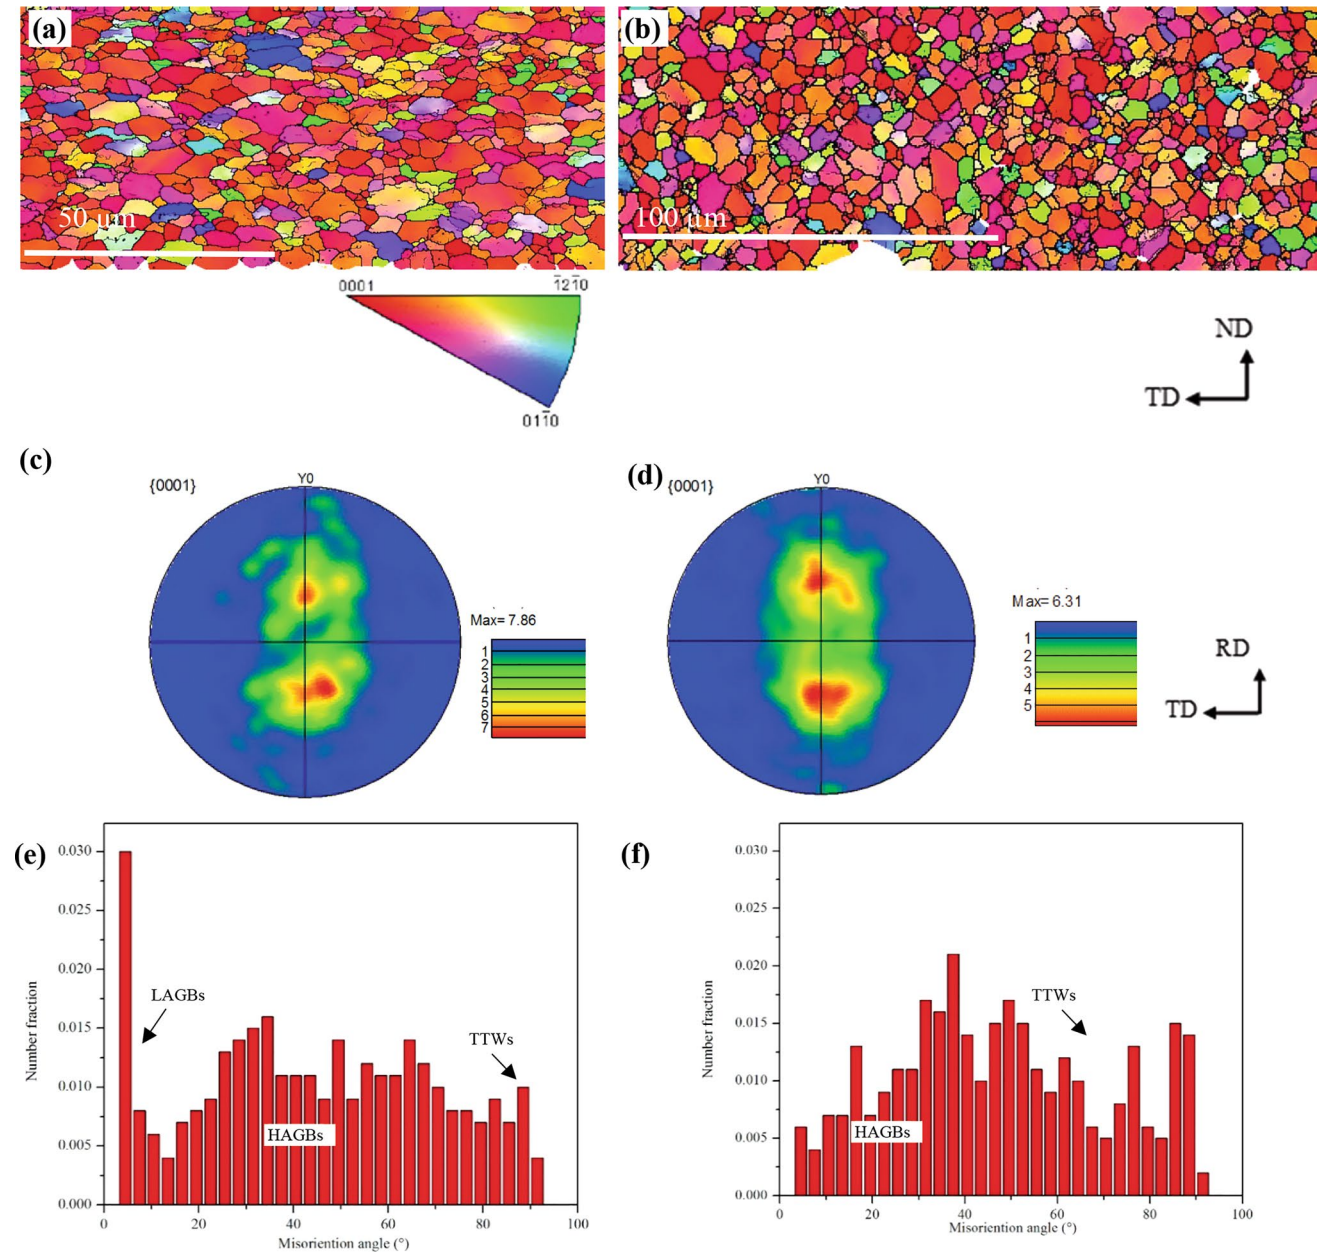 (a)
(b)
50 μm
100 μm
0001
1̄21̄0
011̄0
ND
TD
(c)
(d)
{0001}
Y0
{0001}
Y0
Max= 7.86
1
2
3
4
5
6
7
Max= 6.31
1
2
3
4
5
RD
TD
(e)
(f)
0.030
0.025
0.020
0.015
0.010
0.005
0.000
Number fraction
LAGBs
TTWs
HAGBs
0
20
40
60
80
100
Misoriention angle (°)
0.030
0.025
0.020
0.015
0.010
0.005
0.000
Number fraction
TTWs
HAGBs
0
20
40
60
80
100
Misoriention angle (°)